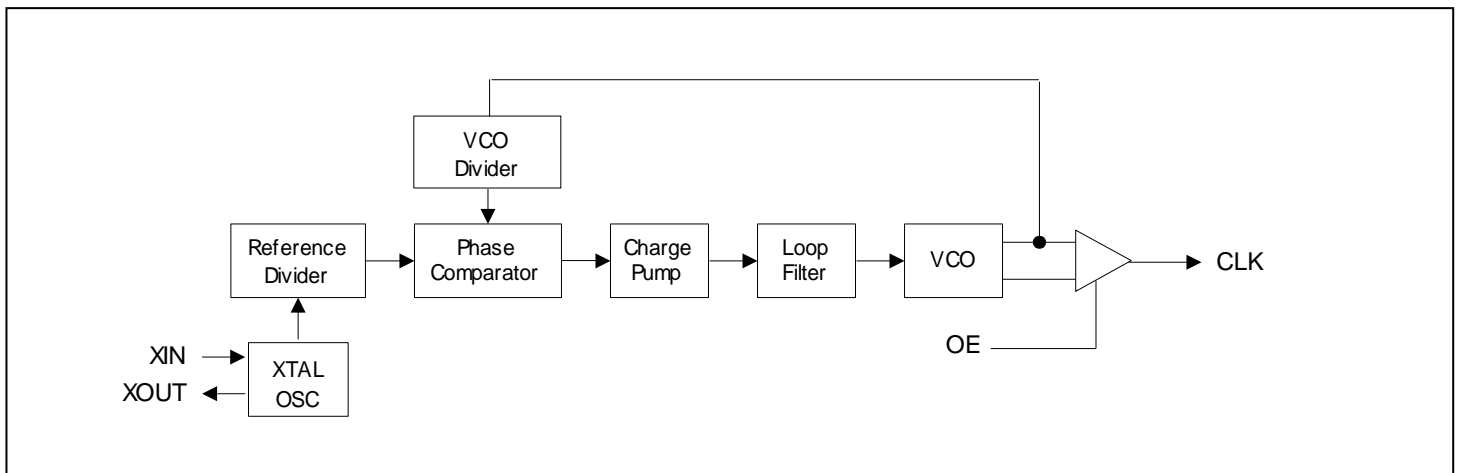 VCO
Divider
Reference
Divider
Phase
Comparator
Charge
Pump
Loop
Filter
VCO
CLK
OE
XIN
XOUT
XTAL
OSC